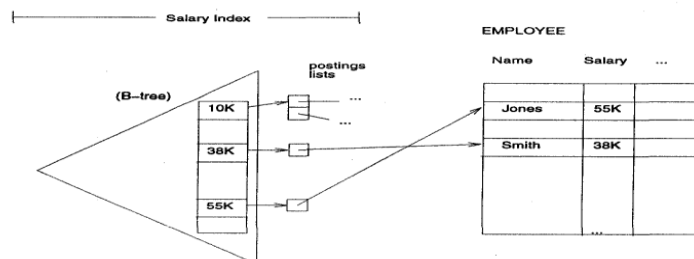 Salary Index
EMPLOYEE
postings
lists
Name Salary ...
(B-tree)
10K
...
Jones 55K
...
38K
Smith 38K
55K
...